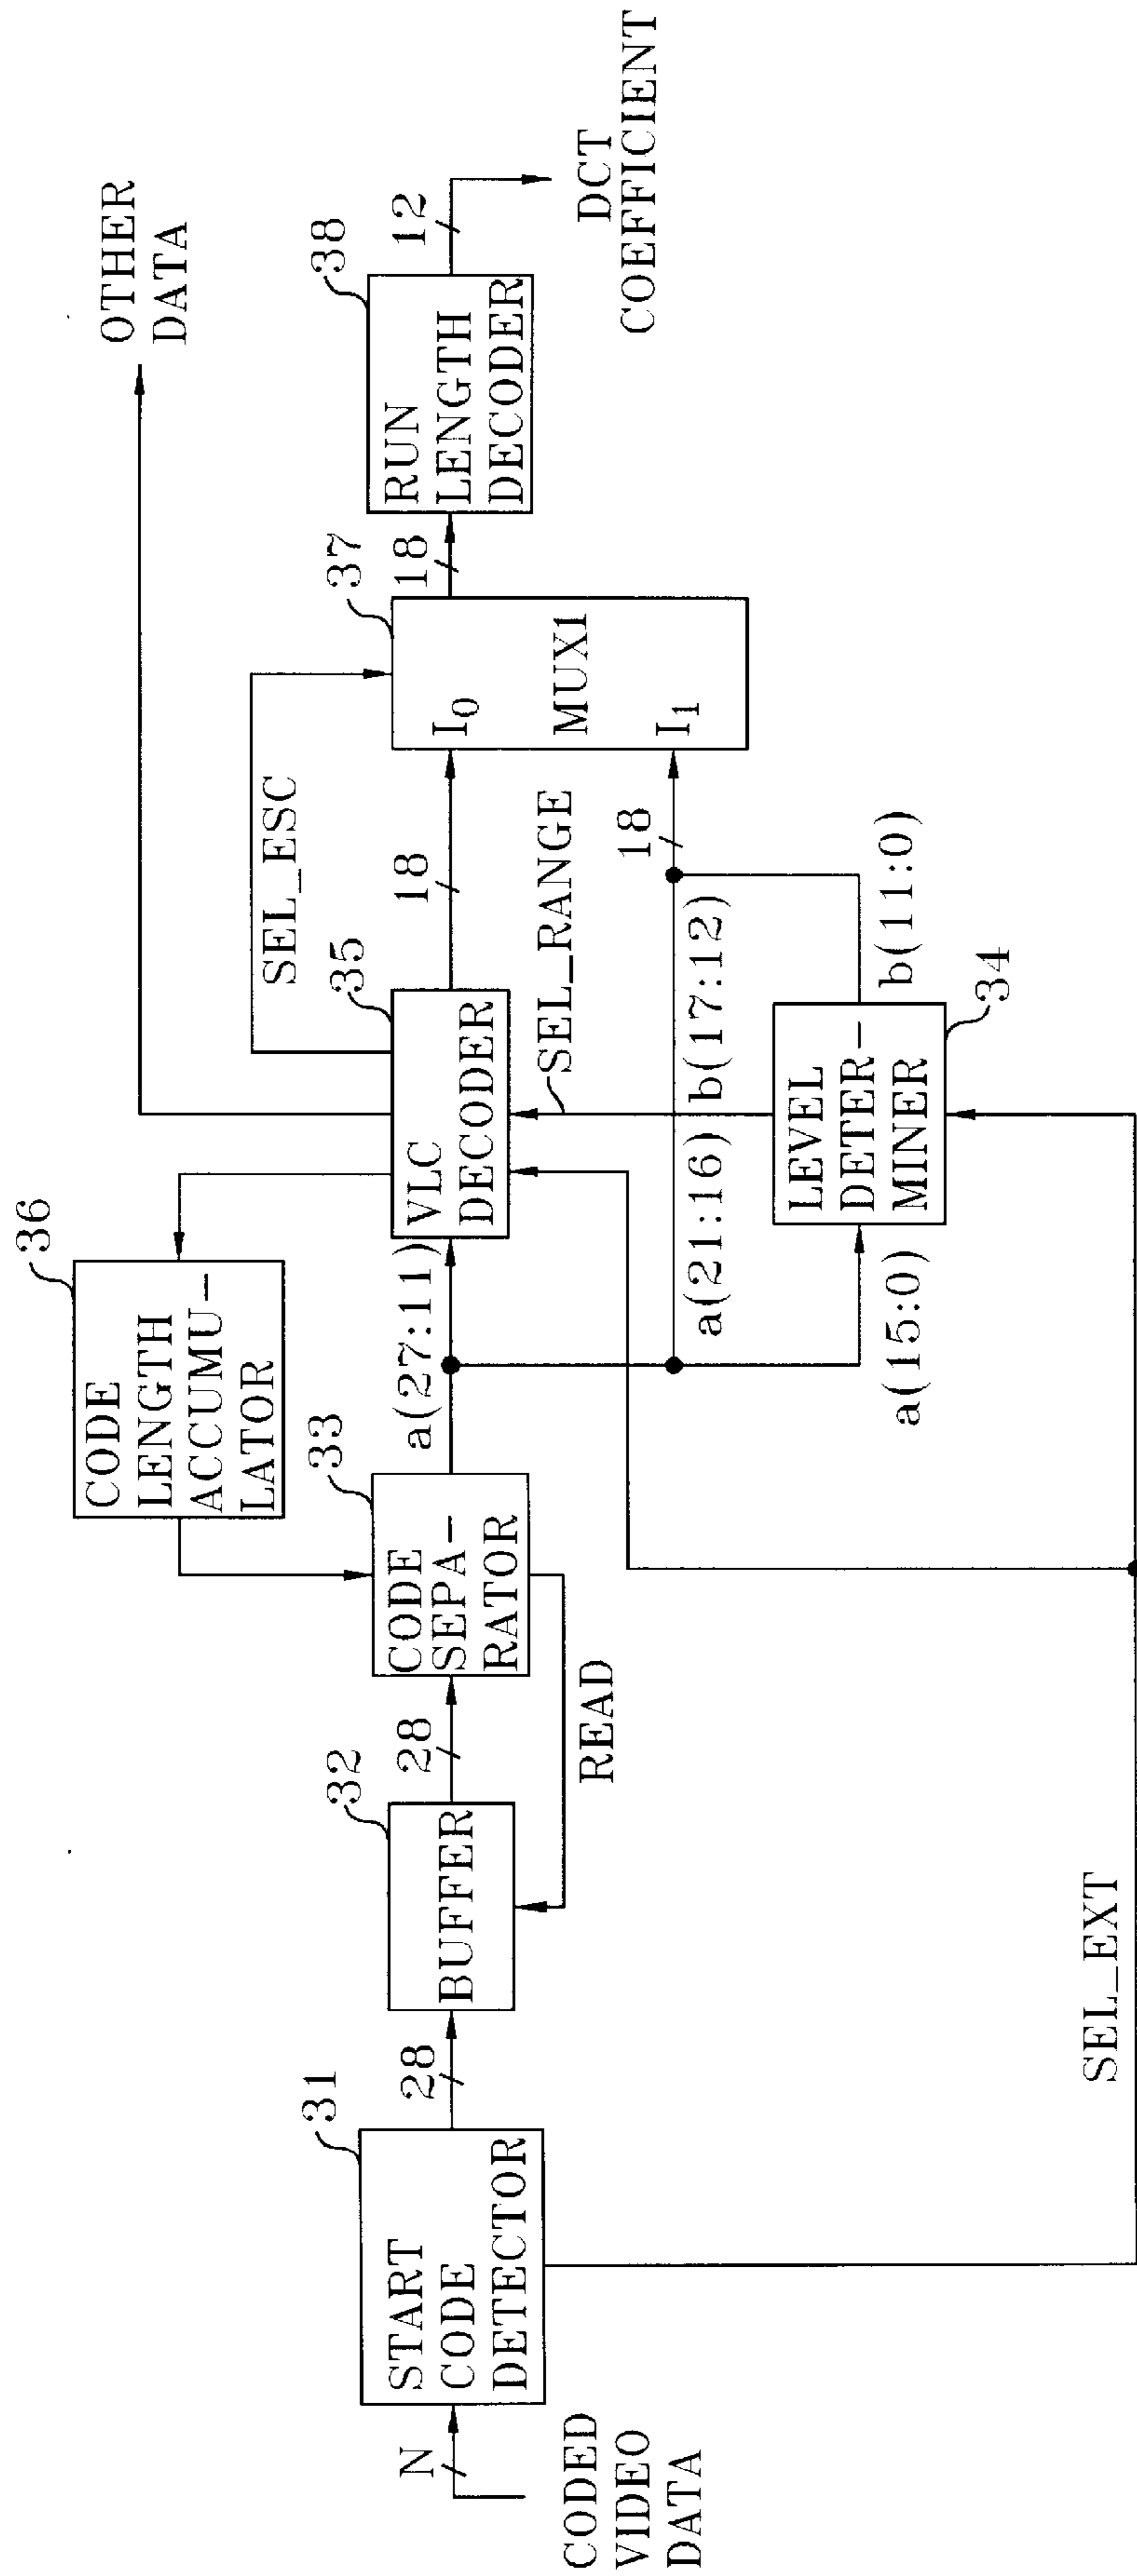 CODED
VIDEO
DATA
N
31
START
CODE
DETECTOR
28
32
BUFFER
28
READ
33
CODE
SEPA-
RATOR
36
CODE
LENGTH
ACCUMU-
LATOR
a(27:11)
a(21:16) b(17:12)
a(15:0)
35
VLC
DECODER
SEL_RANGE
34
LEVEL
DETER-
MINER
b(11:0)
SEL_EXT
SEL_ESC
18
18
37
I0
MUX1
I1
18
38
RUN
LENGTH
DECODER
12
DCT
COEFFICIENT
OTHER
DATA